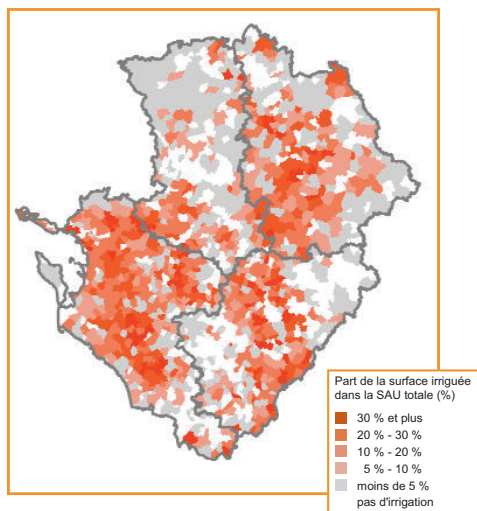 Part de la surface irriguée
dans la SAU totale (%)
30 % et plus
20 % - 30 %
10 % - 20 %
5 % - 10 %
moins de 5 %
pas d'irrigation